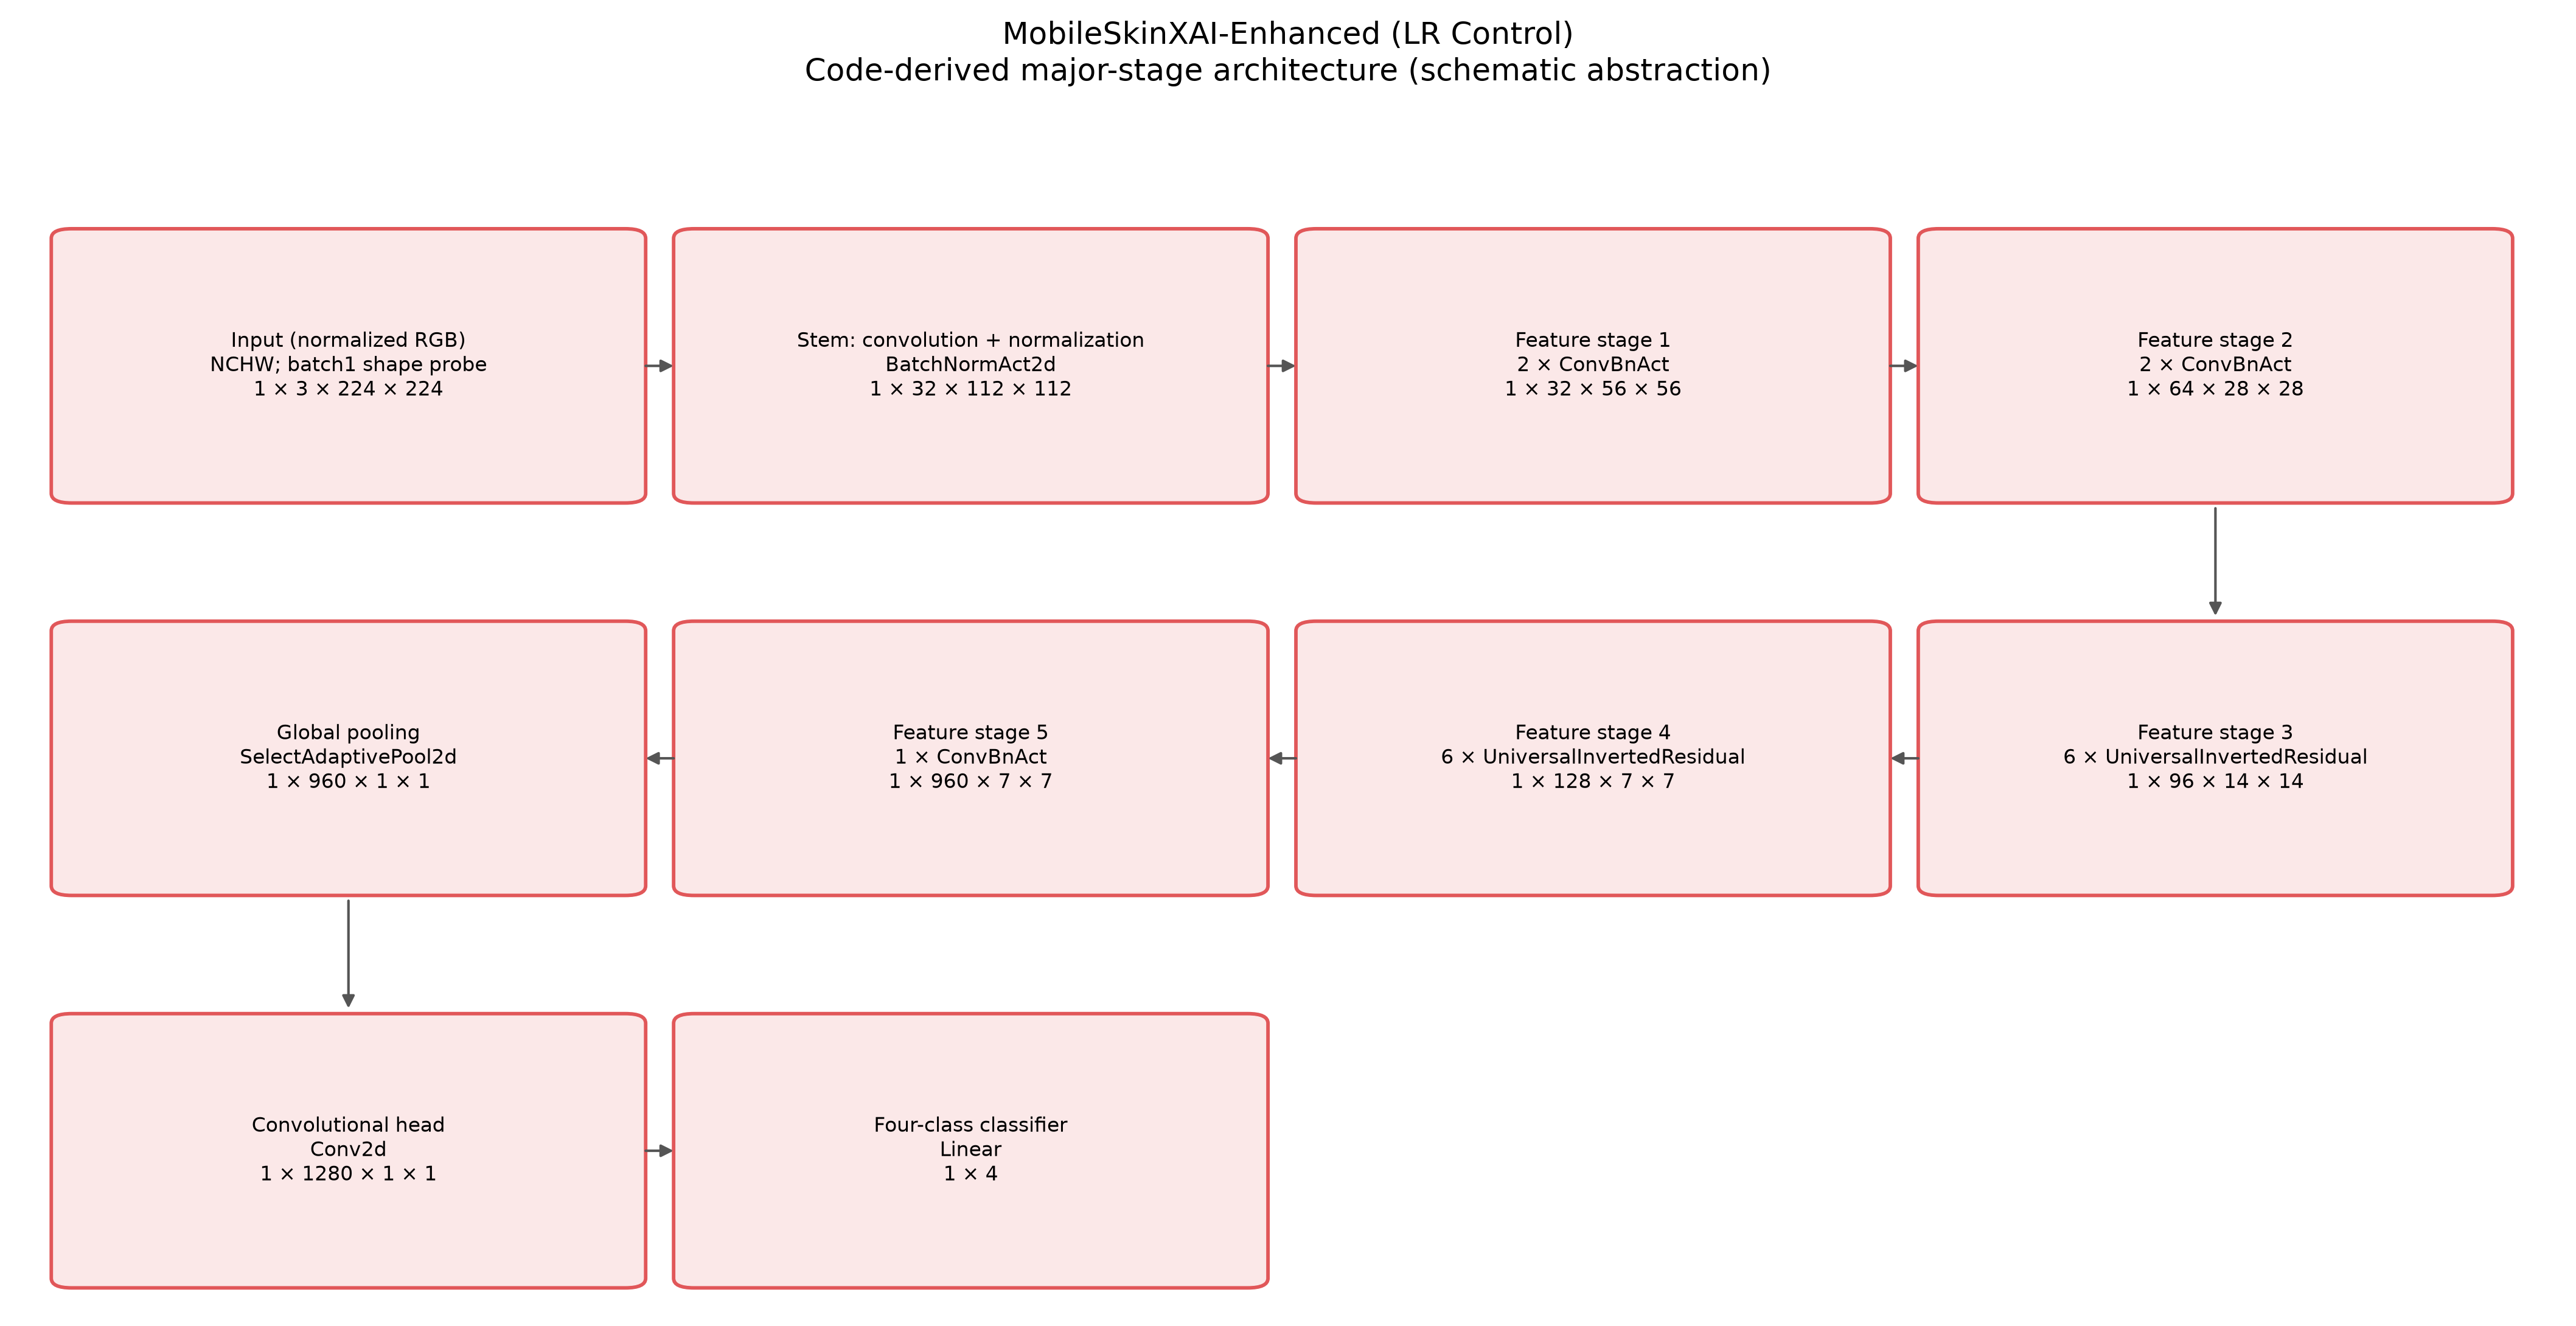 MobileSkinXAI-Enhanced (LR Control)
Code-derived major-stage architecture (schematic abstraction)
Input (normalized RGB)
NCHW; batch1 shape probe
1 × 3 × 224 × 224
Stem: convolution + normalization
BatchNormAct2d
1 × 32 × 112 × 112
Feature stage 1
2 × ConvBnAct
1 × 32 × 56 × 56
Feature stage 2
2 × ConvBnAct
1 × 64 × 28 × 28
Feature stage 3
6 × UniversalInvertedResidual
1 × 96 × 14 × 14
Feature stage 4
6 × UniversalInvertedResidual
1 × 128 × 7 × 7
Feature stage 5
1 × ConvBnAct
1 × 960 × 7 × 7
Global pooling
SelectAdaptivePool2d
1 × 960 × 1 × 1
Convolutional head
Conv2d
1 × 1280 × 1 × 1
Four-class classifier
Linear
1 × 4